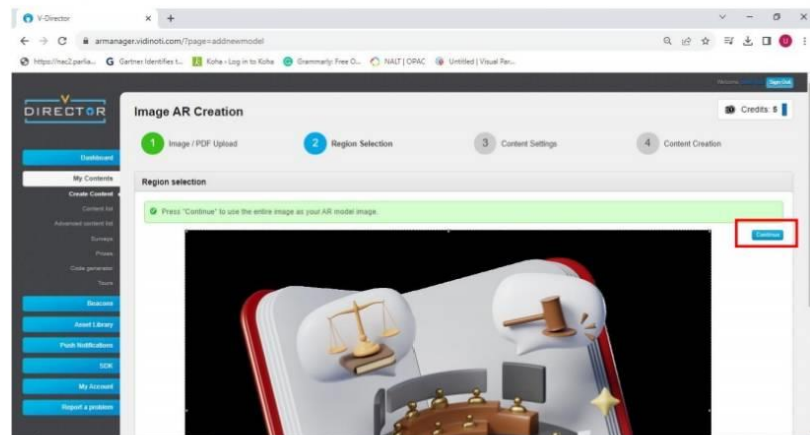 V-Director
armanager.vidinoti.com/?page=addnewmodel
https://hac2.parlia...
Gartner Identifies t...
Koha › Log in to Koha
Grammarly: Free O...
NALT | OPAC
Untitled | Visual Par...
Welcome
Sign Out
V
DIRECTOR
Image AR Creation
Credits: 5
1 Image / PDF Upload
2 Region Selection
3 Content Settings
4 Content Creation
Dashboard
My Contents
Create Content
Content list
Advanced content list
Surveys
Prizes
Code generator
Tours
Beacons
Asset Library
Push Notifications
SDK
My Account
Report a problem
Region selection
Press "Continue" to use the entire image as your AR model image.
Continue